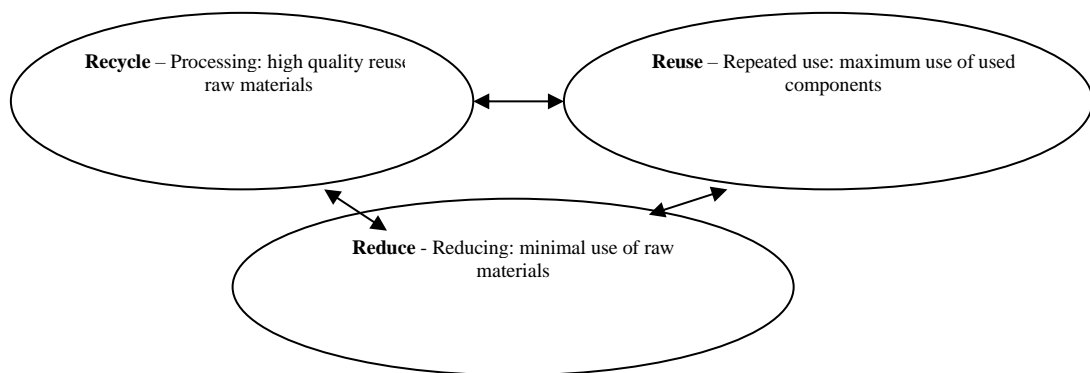 Recycle – Processing: high quality reuse
raw materials
Reuse – Repeated use: maximum use of used
components
Reduce - Reducing: minimal use of raw
materials